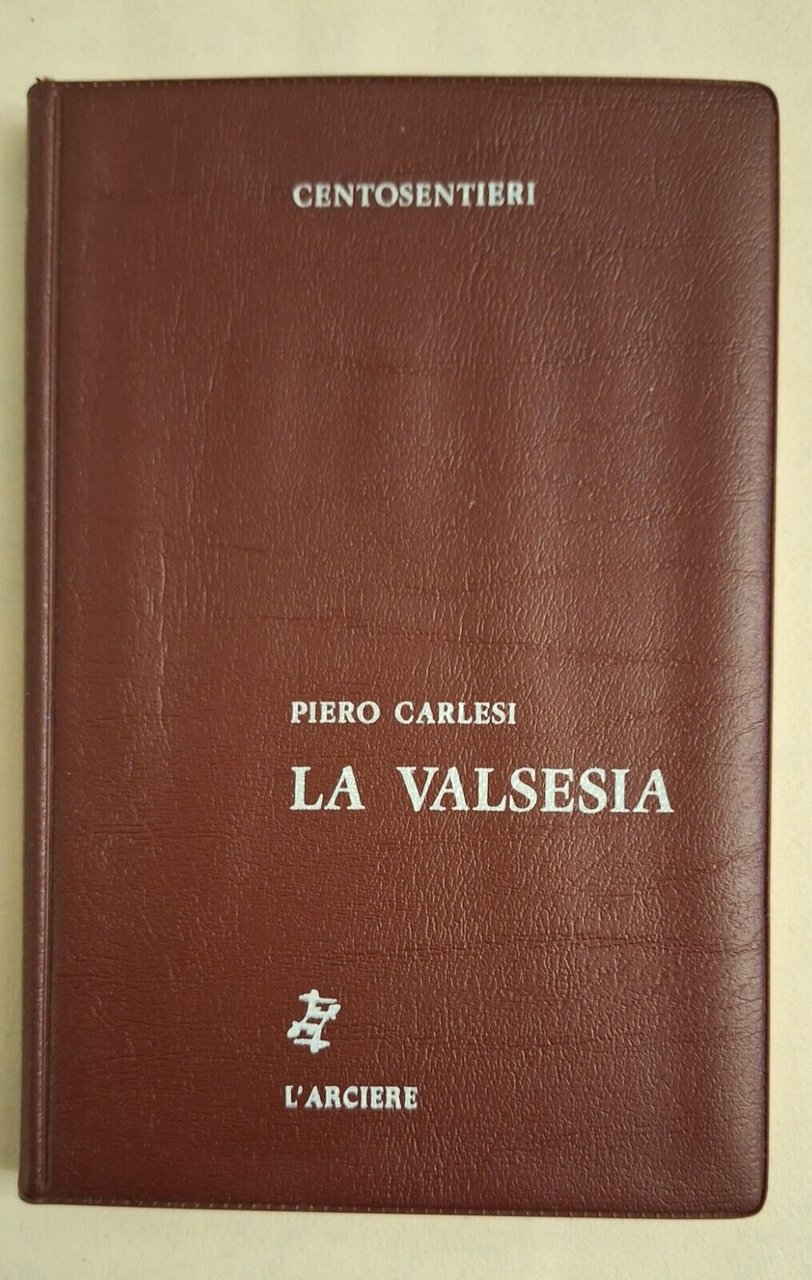 CENTOSENTIERI
PIERO CARLESI
LA VALSESIA
L'ARCIERE